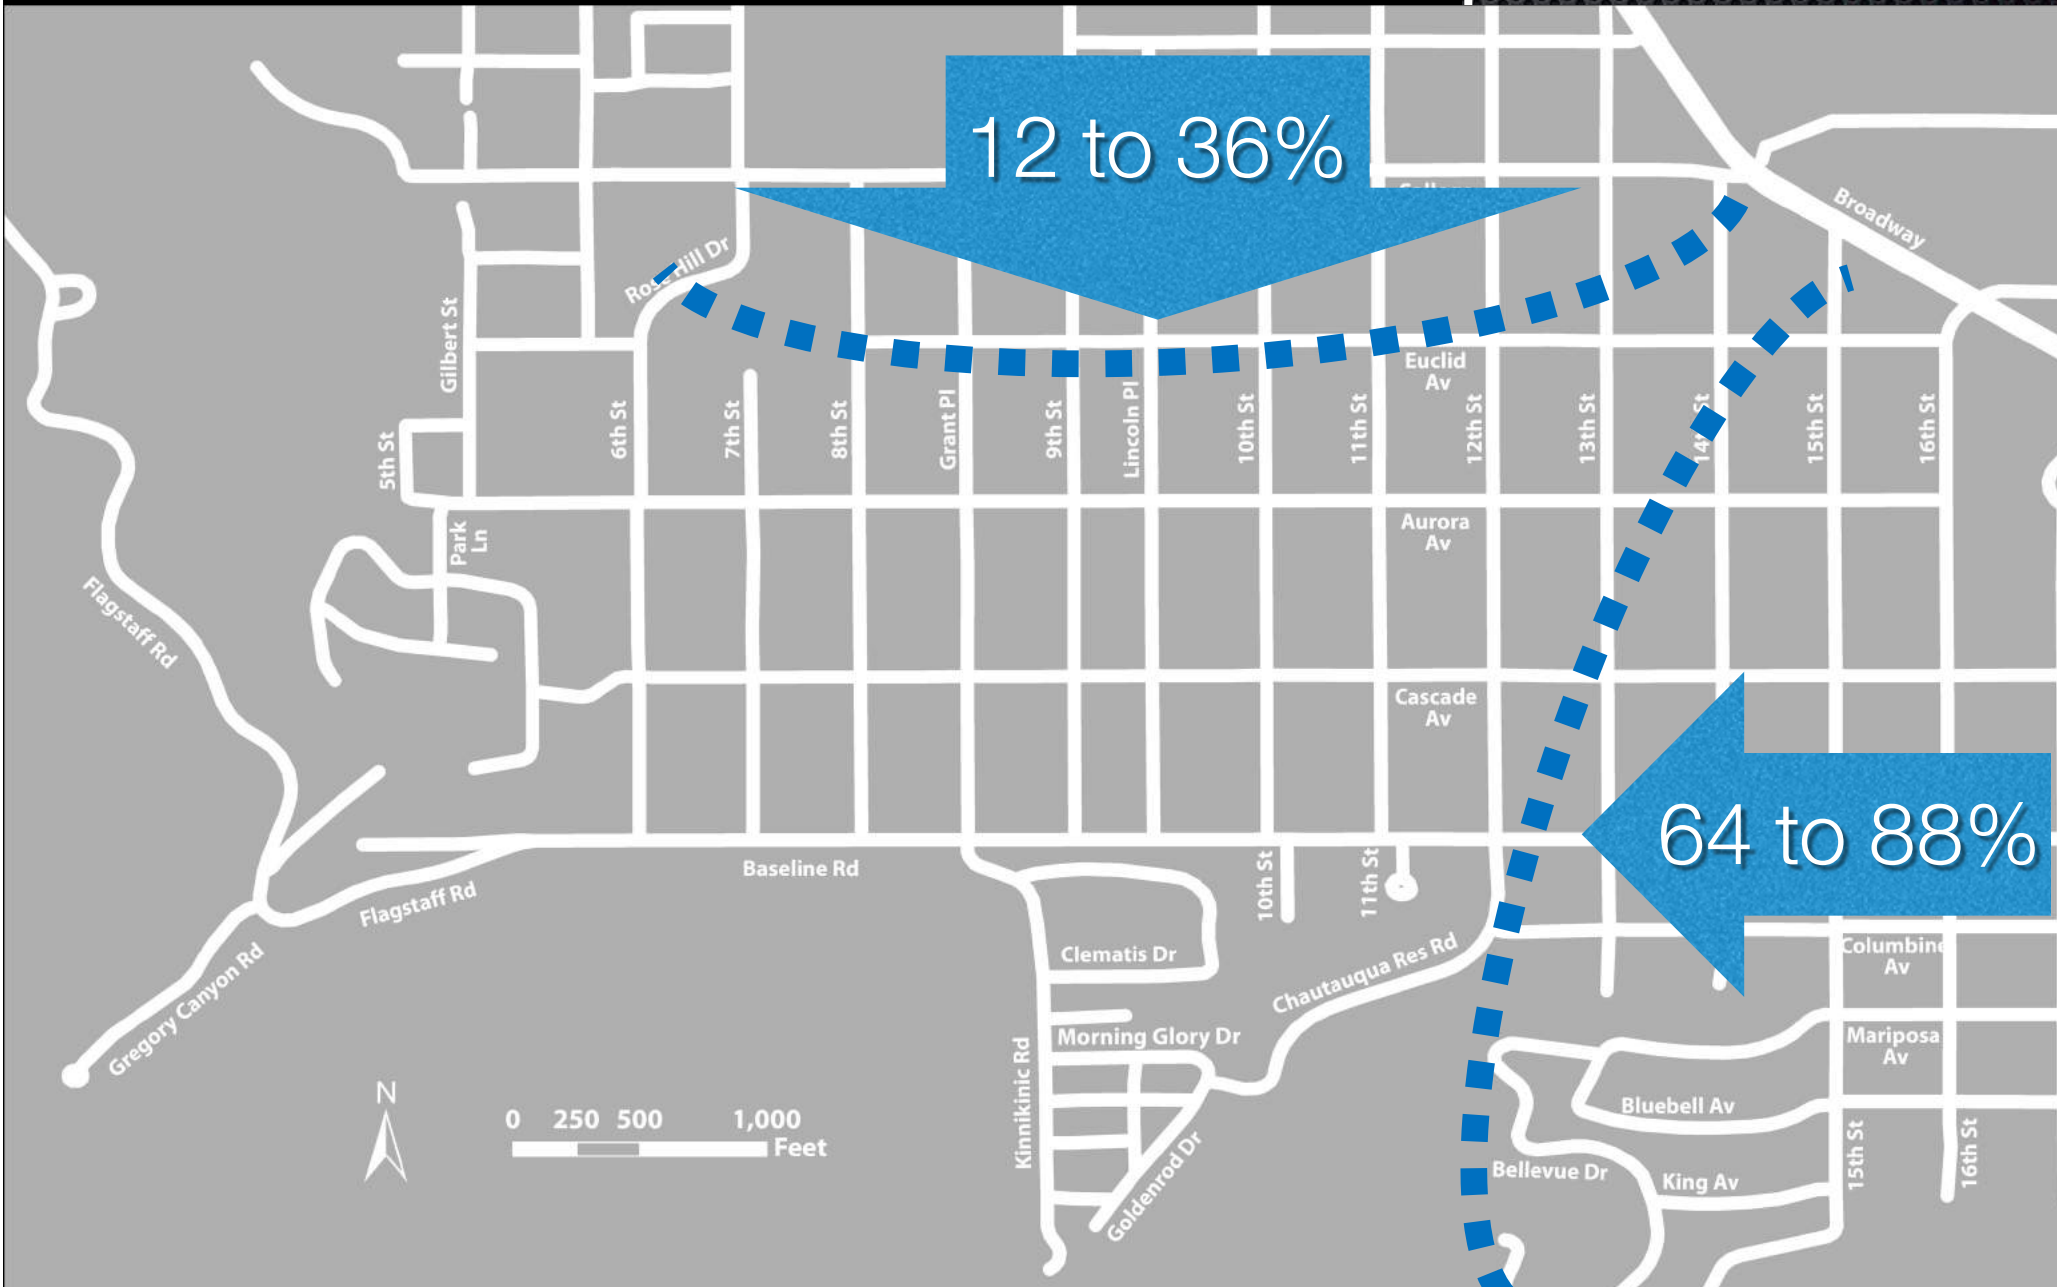 12 to 36%
Broadway
Rose Hill Dr
Gilbert St
Euclid
Av
5th St
6th St
7th St
8th St
Grant Pl
9th St
Lincoln Pl
10th St
11th St
12th St
13th St
14th St
15th St
16th St
Park
Ln
Aurora
Av
Flagstaff Rd
Cascade
Av
64 to 88%
Baseline Rd
Flagstaff Rd
10th St
11th St
Gregory Canyon Rd
Clematis Dr
Chautauqua Res Rd
Columbine
Av
Morning Glory Dr
Mariposa
Av
Kinnikinic Rd
N
0 250 500 1,000
Feet
Bluebell Av
Goldenrod Dr
Bellevue Dr
King Av
15th St
16th St